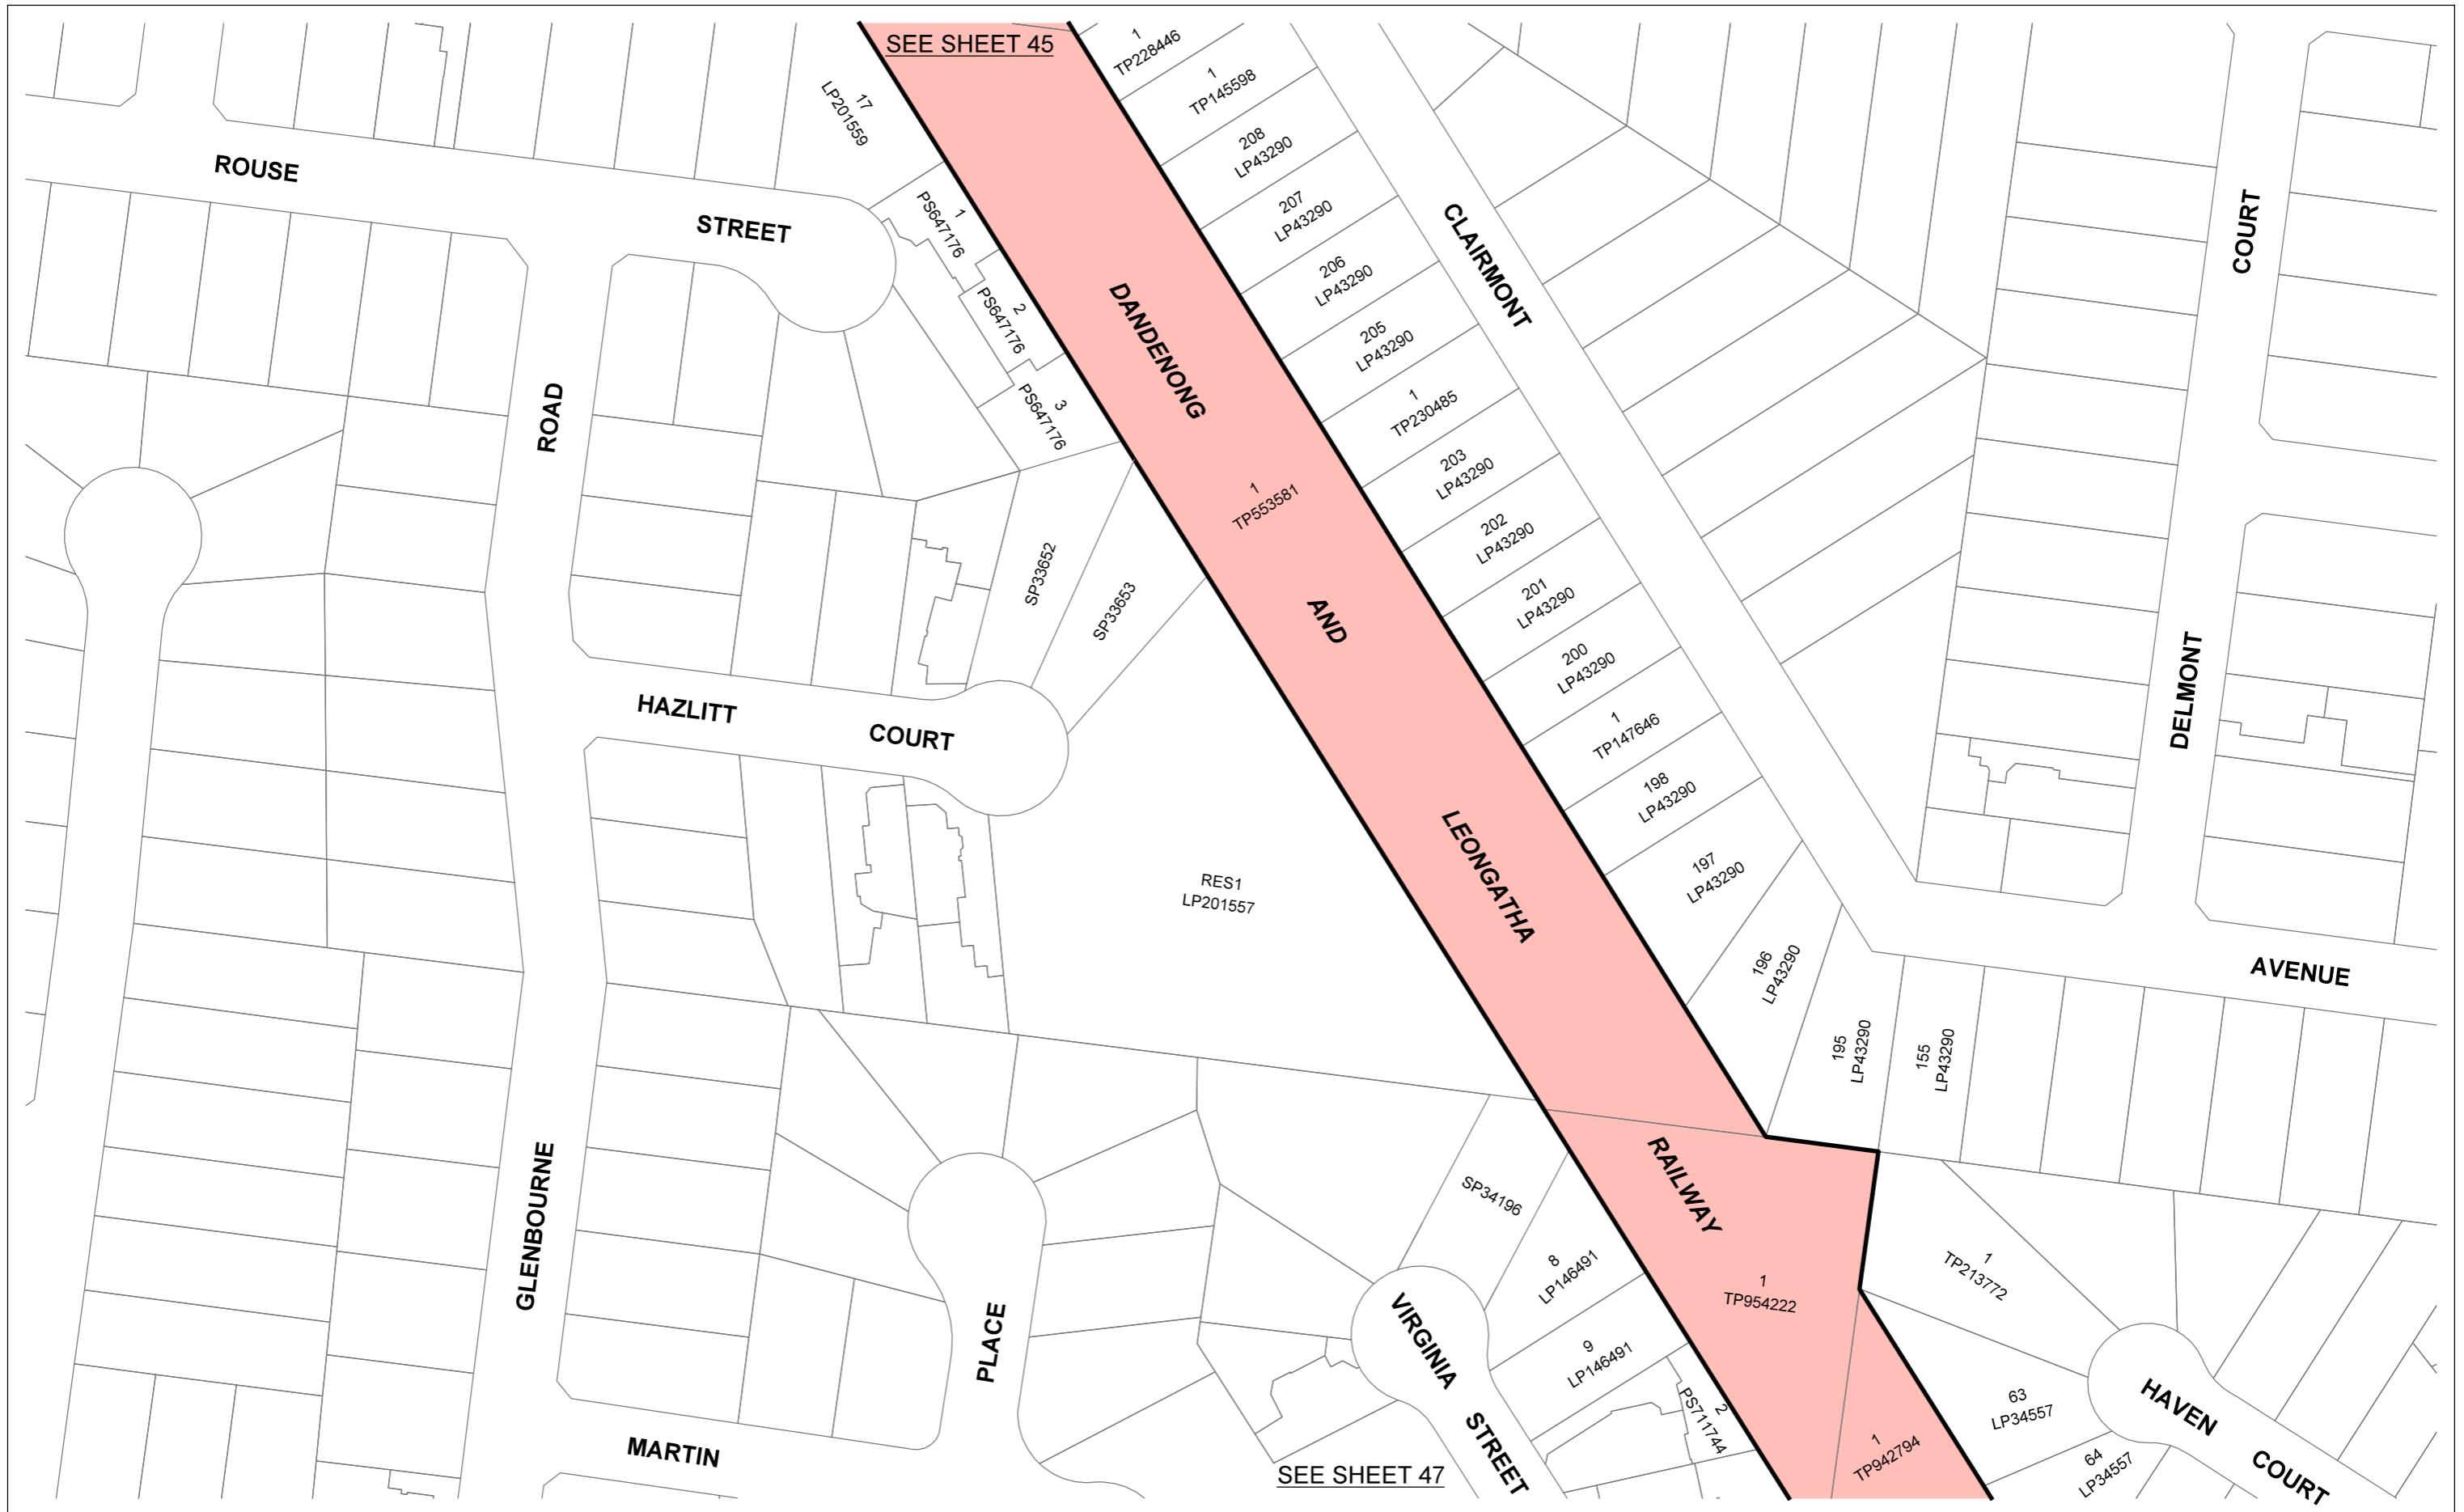 SEE SHEET 45
1
TP228446
1
TP145598
17
LP201559
208
LP43290
ROUSE
STREET
1
PS647176
207
LP43290
CLAIRMONT
COURT
206
LP43290
2
PS647176
DANDENONG
205
LP43290
3
PS647176
1
TP230485
ROAD
203
LP43290
1
TP553581
202
LP43290
SP33652
SP33653
AND
201
LP43290
200
LP43290
DELMONT
HAZLITT
COURT
1
TP147646
198
LP43290
LEONGATHA
197
LP43290
RES1
LP201557
196
LP43290
AVENUE
195
LP43290
155
LP43290
RAILWAY
SP34196
GLENBOURNE
8
LP146491
1
TP213772
1
TP954222
PLACE
VIRGINIA
STREET
9
LP146491
2
PS711744
63
LP34557
HAVEN
COURT
MARTIN
1
TP942794
64
LP34557
SEE SHEET 47